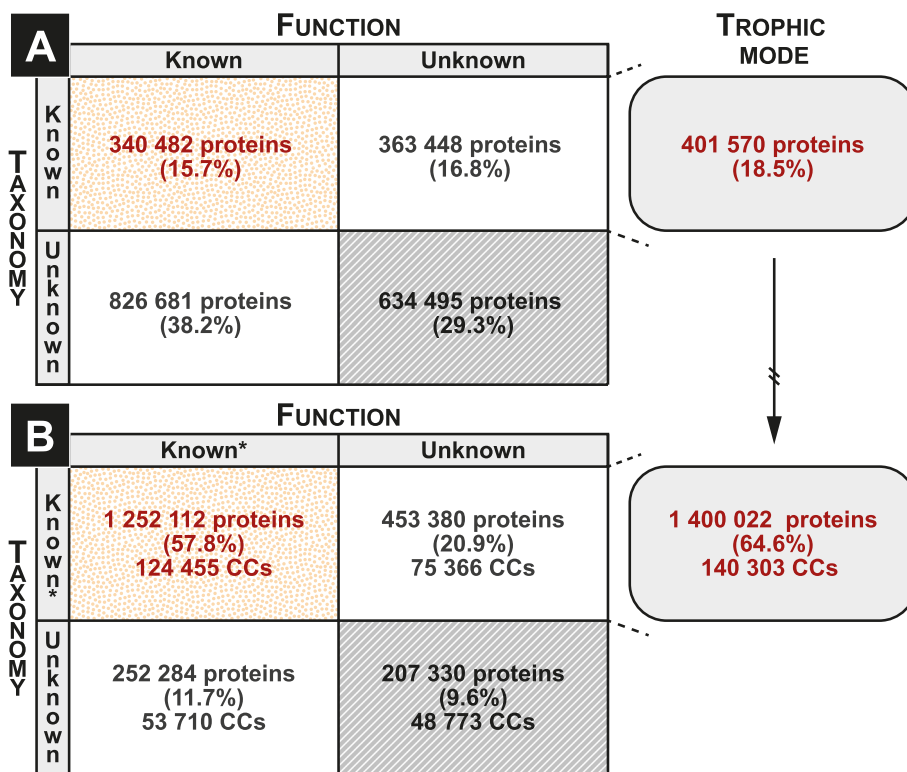 A
FUNCTION
TROPHIC
MODE
Known
Unknown
TAXONOMY
Known
340 482 proteins
(15.7%)
363 448 proteins
(16.8%)
401 570 proteins
(18.5%)
Unknown
826 681 proteins
(38.2%)
634 495 proteins
(29.3%)
B
FUNCTION
Known*
Unknown
TAXONOMY
Known*
1 252 112 proteins
(57.8%)
124 455 CCs
453 380 proteins
(20.9%)
75 366 CCs
1 400 022 proteins
(64.6%)
140 303 CCs
Unknown
252 284 proteins
(11.7%)
53 710 CCs
207 330 proteins
(9.6%)
48 773 CCs